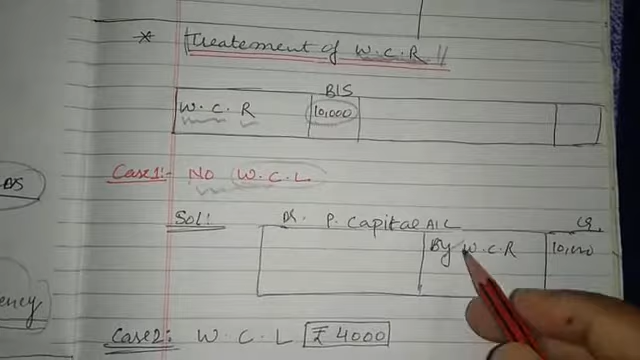 * Treatement of W.C.R //
B/S
W.C.R 10,000
Case1:- No W.C.L
Sol: Dr. P. Capital A/C Cr.
By W.C.R 10,000
Case2: W.C.L ₹ 4000